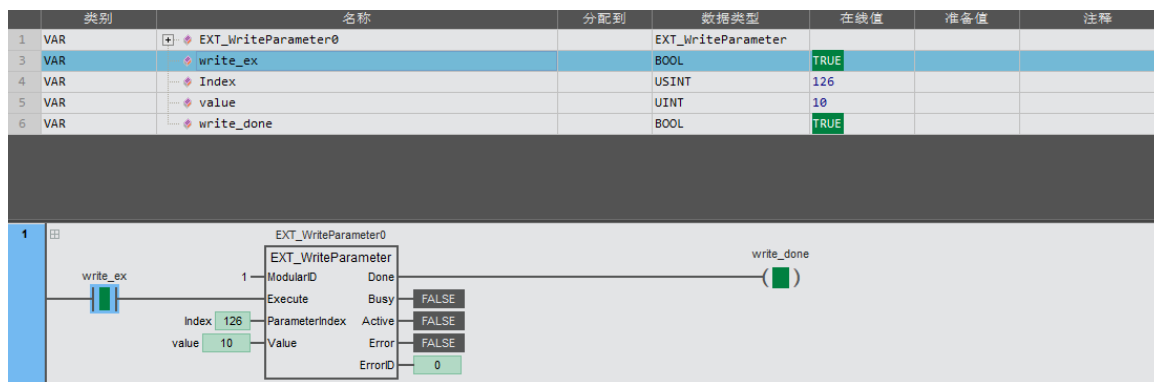 类别 名称 分配到 数据类型 在线值 准备值 注释
1 VAR EXT_WriteParameter0 EXT_WriteParameter
3 VAR write_ex BOOL TRUE
4 VAR Index USINT 126
5 VAR value UINT 10
6 VAR write_done BOOL TRUE
1 EXT_WriteParameter0
EXT_WriteParameter write_done
write_ex 1 ModularID Done
Execute Busy FALSE
Index 126 ParameterIndex Active FALSE
value 10 Value Error FALSE
ErrorID 0